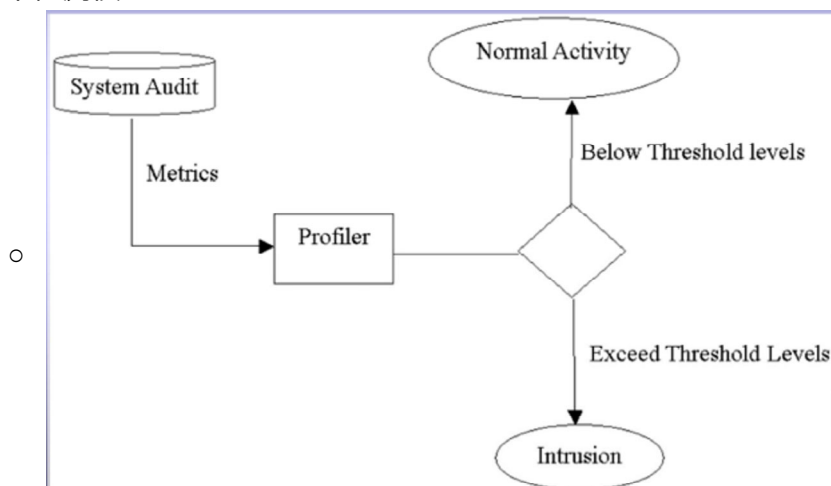 Normal Activity
System Audit
Below Threshold levels
Metrics
Profiler
Exceed Threshold Levels
Intrusion